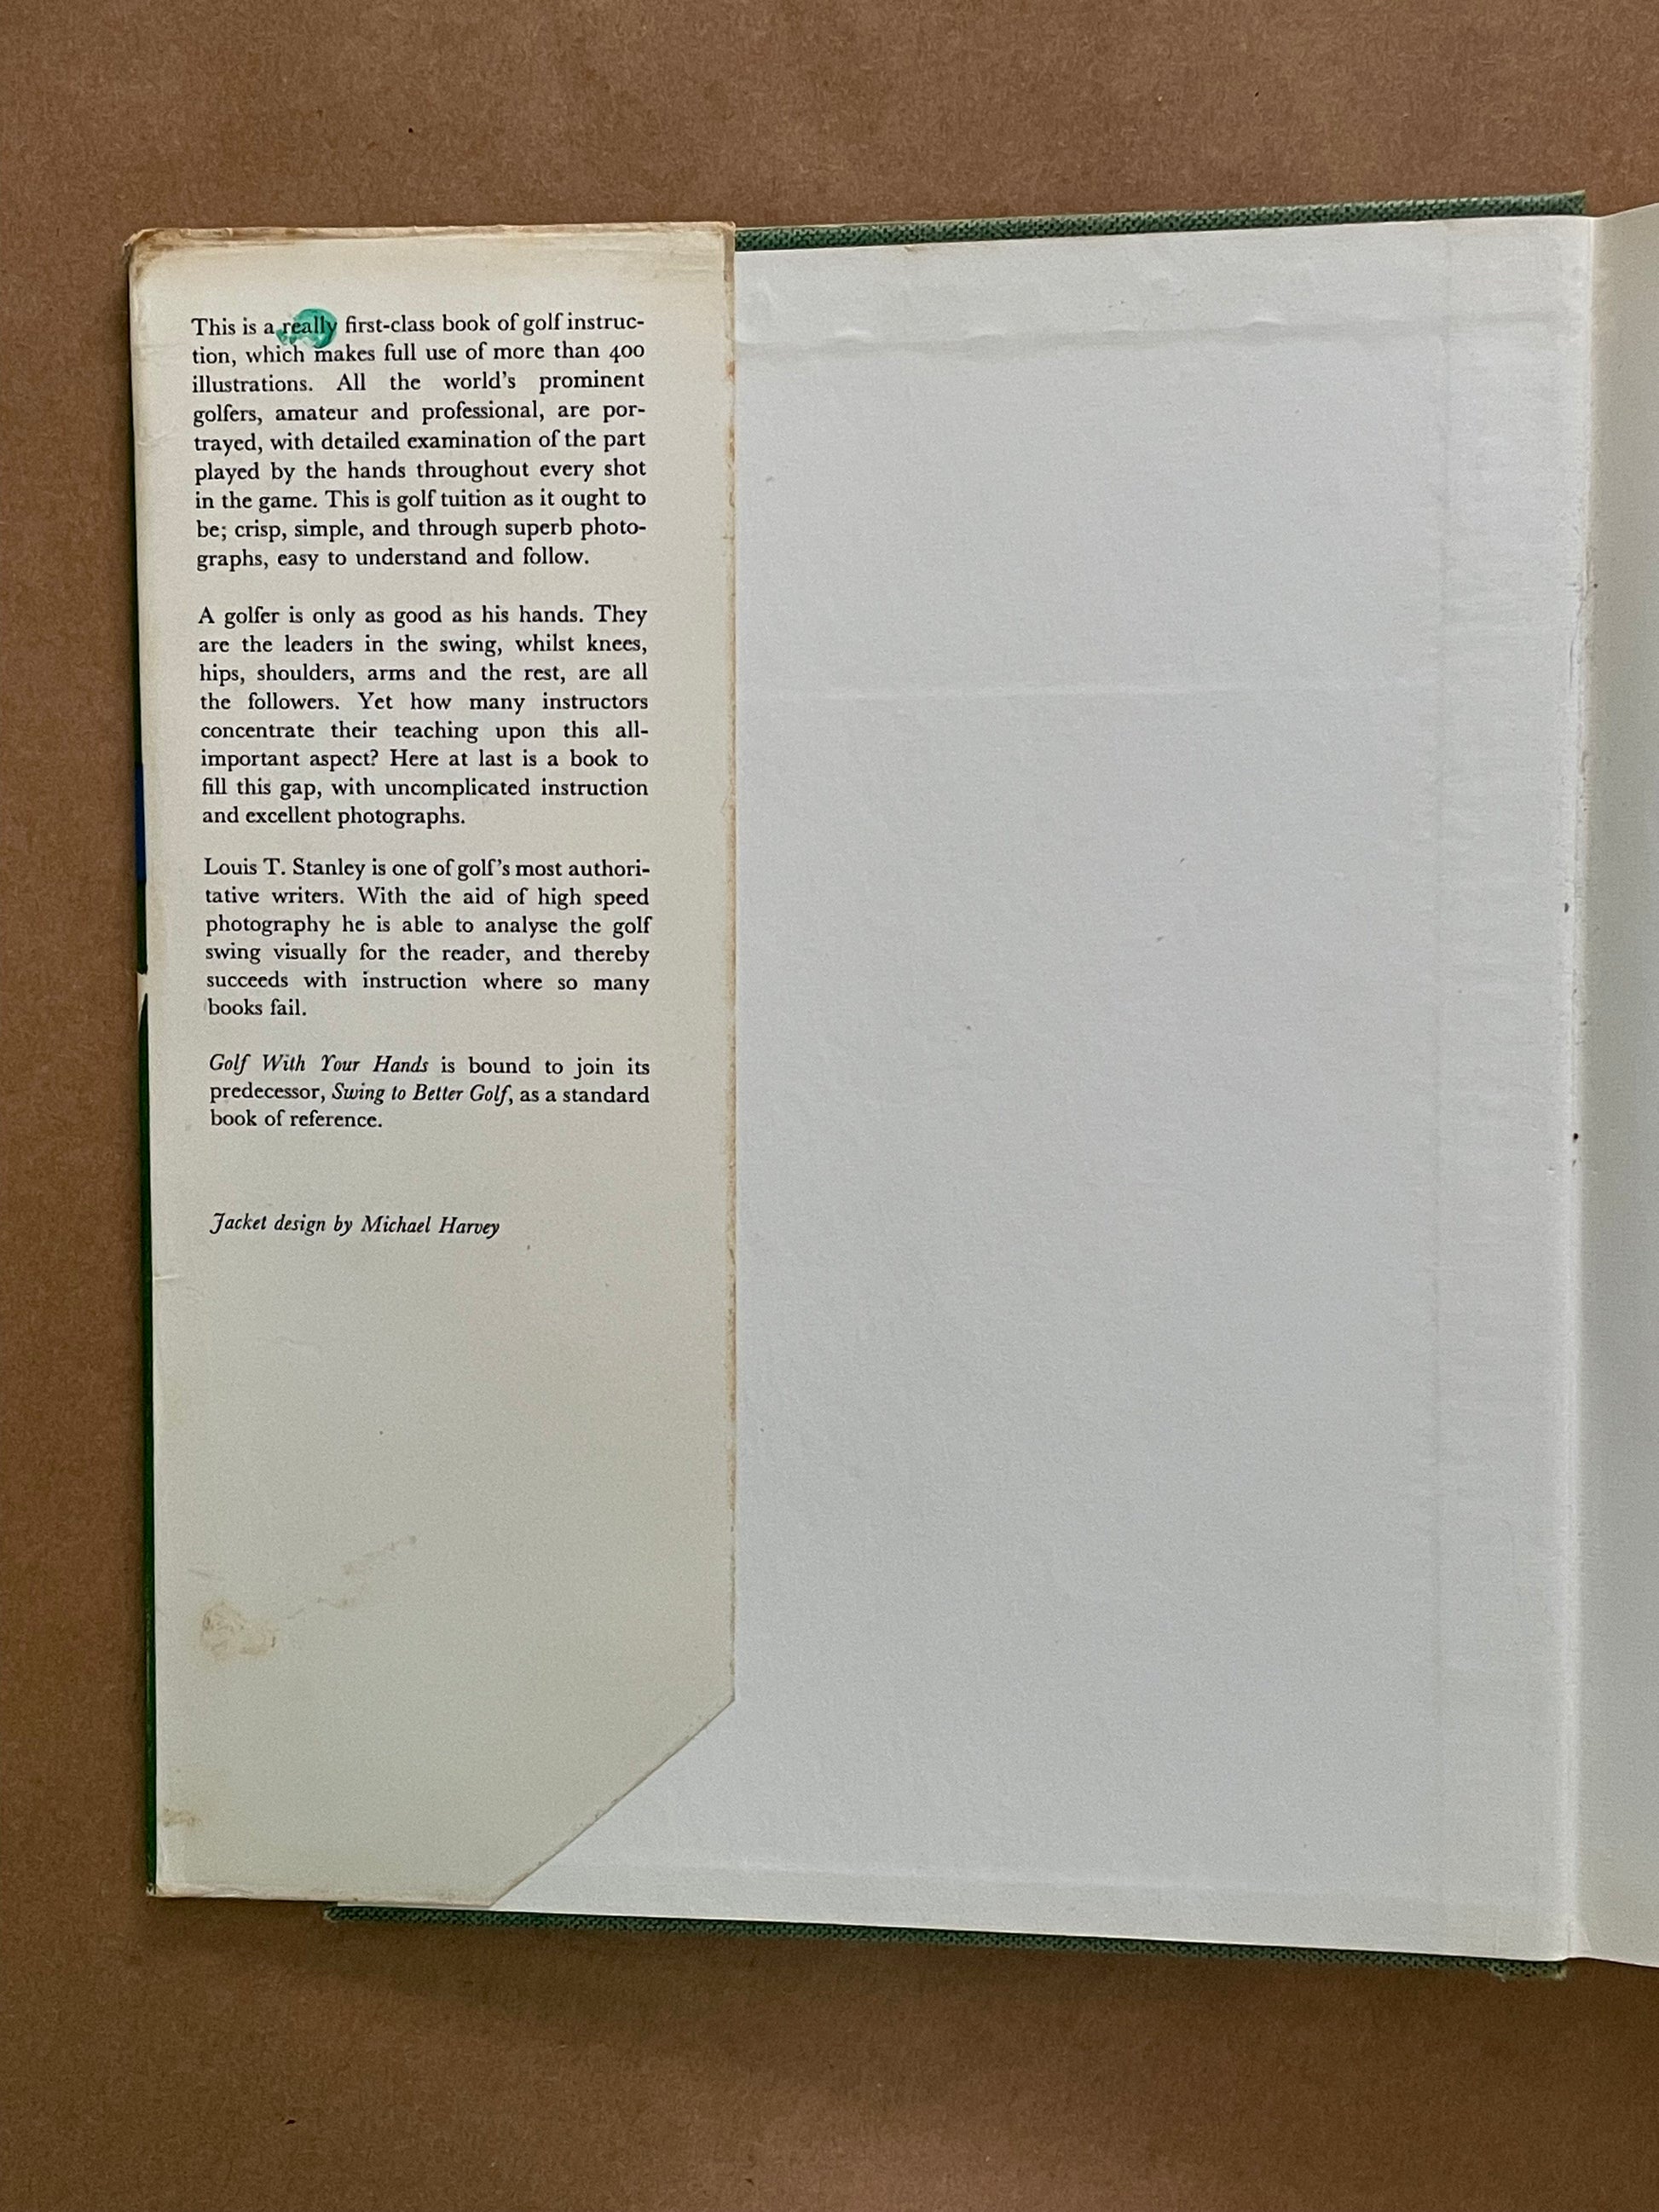 This is a really first-class book of golf instruc-
tion, which makes full use of more than 400
illustrations. All the world's prominent
golfers, amateur and professional, are por-
trayed, with detailed examination of the part
played by the hands throughout every shot
in the game. This is golf tuition as it ought to
be; crisp, simple, and through superb photo-
graphs, easy to understand and follow.
A golfer is only as good as his hands. They
are the leaders in the swing, whilst knees,
hips, shoulders, arms and the rest, are all
the followers. Yet how many instructors
concentrate their teaching upon this all-
important aspect? Here at last is a book to
fill this gap, with uncomplicated instruction
and excellent photographs.
Louis T. Stanley is one of golf's most authori-
tative writers. With the aid of high speed
photography he is able to analyse the golf
swing visually for the reader, and thereby
succeeds with instruction where so many
books fail.
Golf With Your Hands is bound to join its
predecessor, Swing to Better Golf, as a standard
book of reference.
Jacket design by Michael Harvey